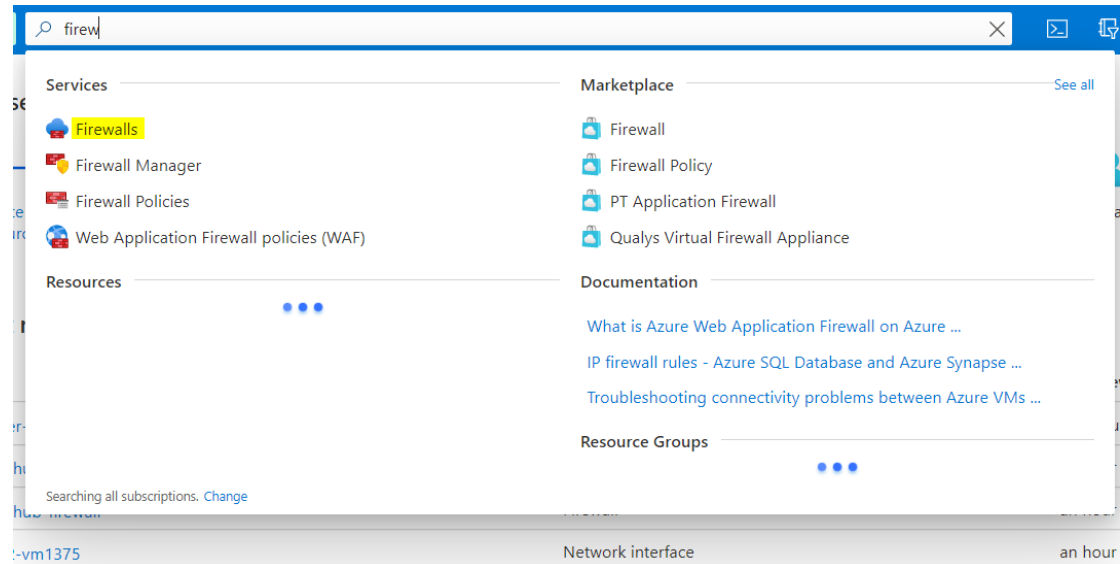 firew
Services
Firewalls
Firewall Manager
Firewall Policies
Web Application Firewall policies (WAF)
Resources
Marketplace
See all
Firewall
Firewall Policy
PT Application Firewall
Qualys Virtual Firewall Appliance
Documentation
What is Azure Web Application Firewall on Azure ...
IP firewall rules - Azure SQL Database and Azure Synapse ...
Troubleshooting connectivity problems between Azure VMs ...
Resource Groups
Searching all subscriptions. Change
-vm1375 Network interface an hour